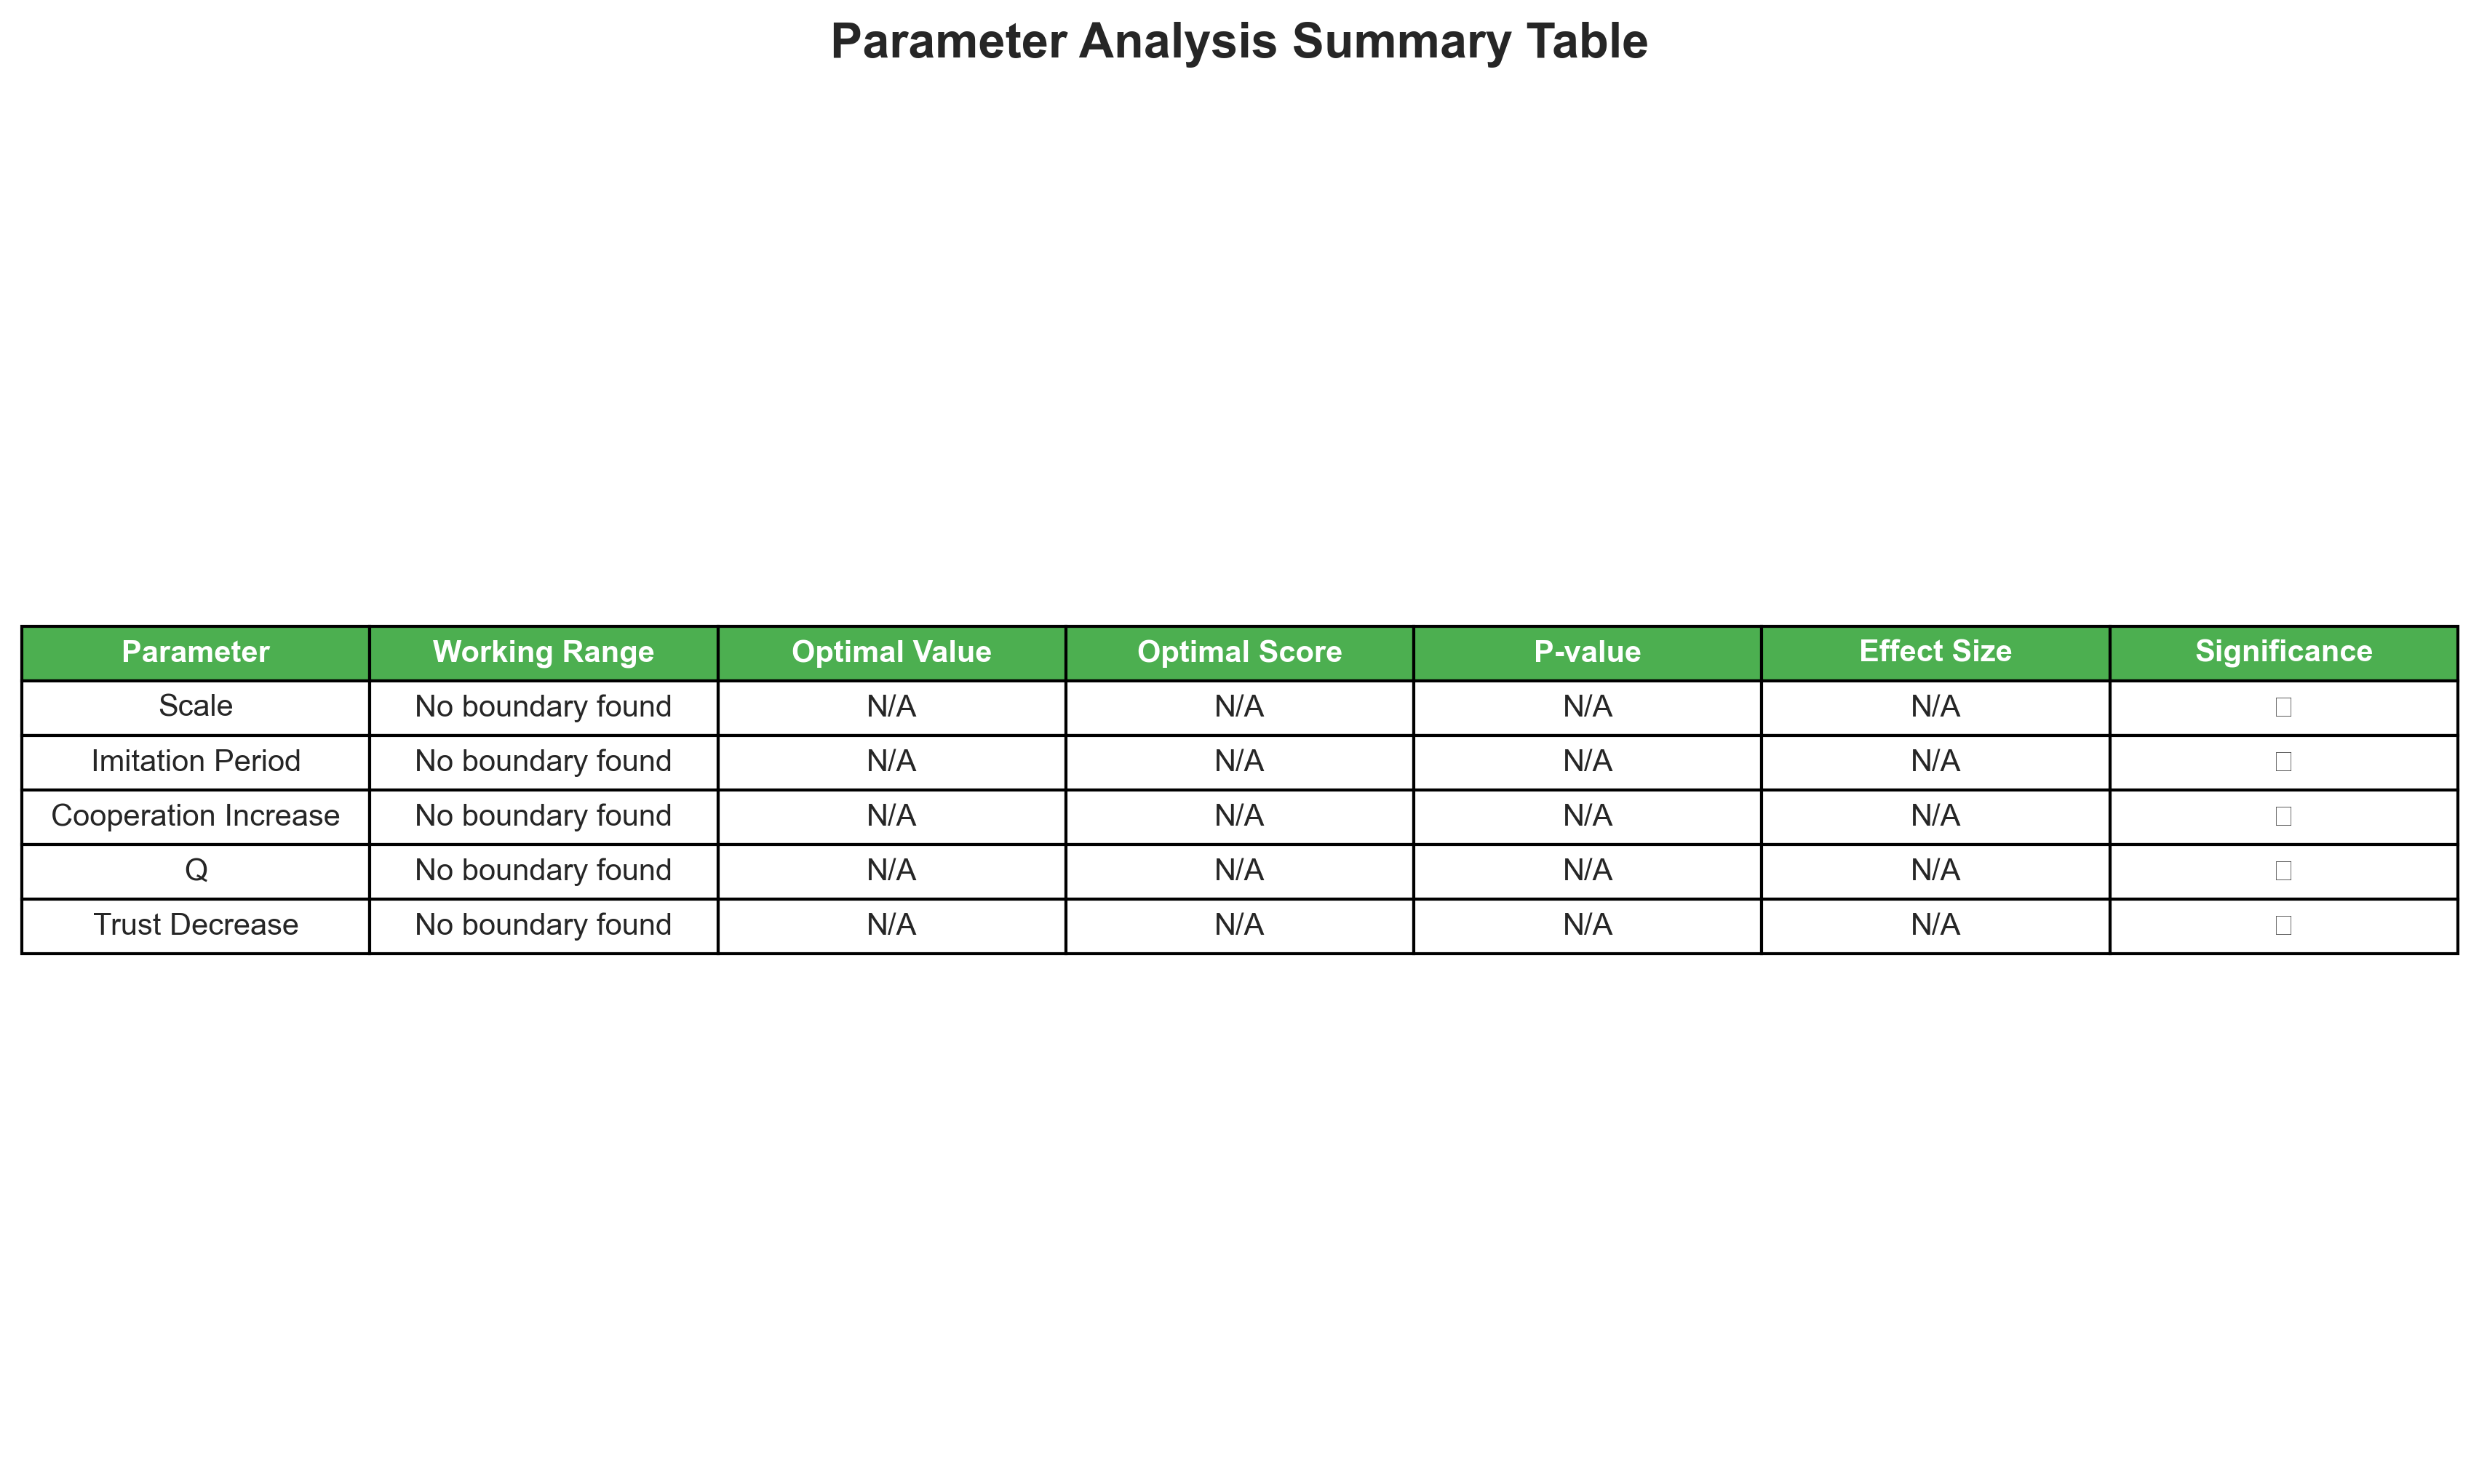 Parameter Analysis Summary Table
Parameter Working Range Optimal Value Optimal Score P-value Effect Size Significance
Scale No boundary found N/A N/A N/A N/A
Imitation Period No boundary found N/A N/A N/A N/A
Cooperation Increase No boundary found N/A N/A N/A N/A
Q No boundary found N/A N/A N/A N/A
Trust Decrease No boundary found N/A N/A N/A N/A